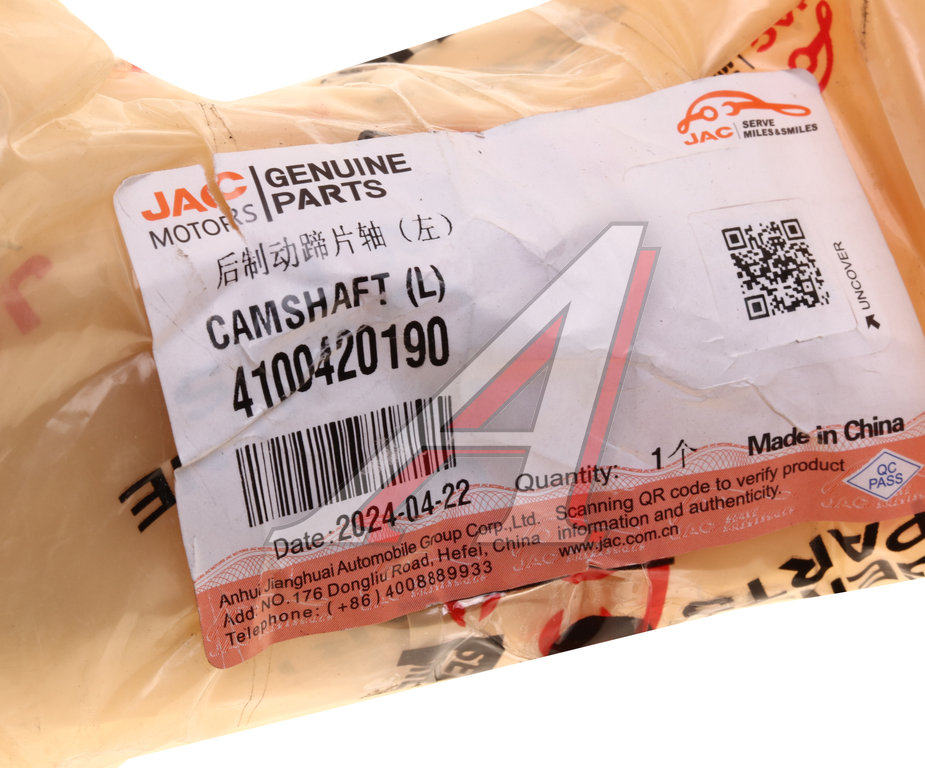 JAC MOTORS | GENUINE PARTS
JAC | SERVE MILES & SMILES
后制动蹄片轴（左）
CAMSHAFT (L)
4100420190
UNCOVER
Date: 2024-04-22
Quantity: 1个
Made in China
Anhui Jianghuai Automobile Group Corp.,Ltd.
Add NO.176 Dongliu Road, Hefei, China
Telephone: (+86)4008889933
Scanning QR code to verify product
information and authenticity.
www.jac.com.cn
QC
PASS
PARTS